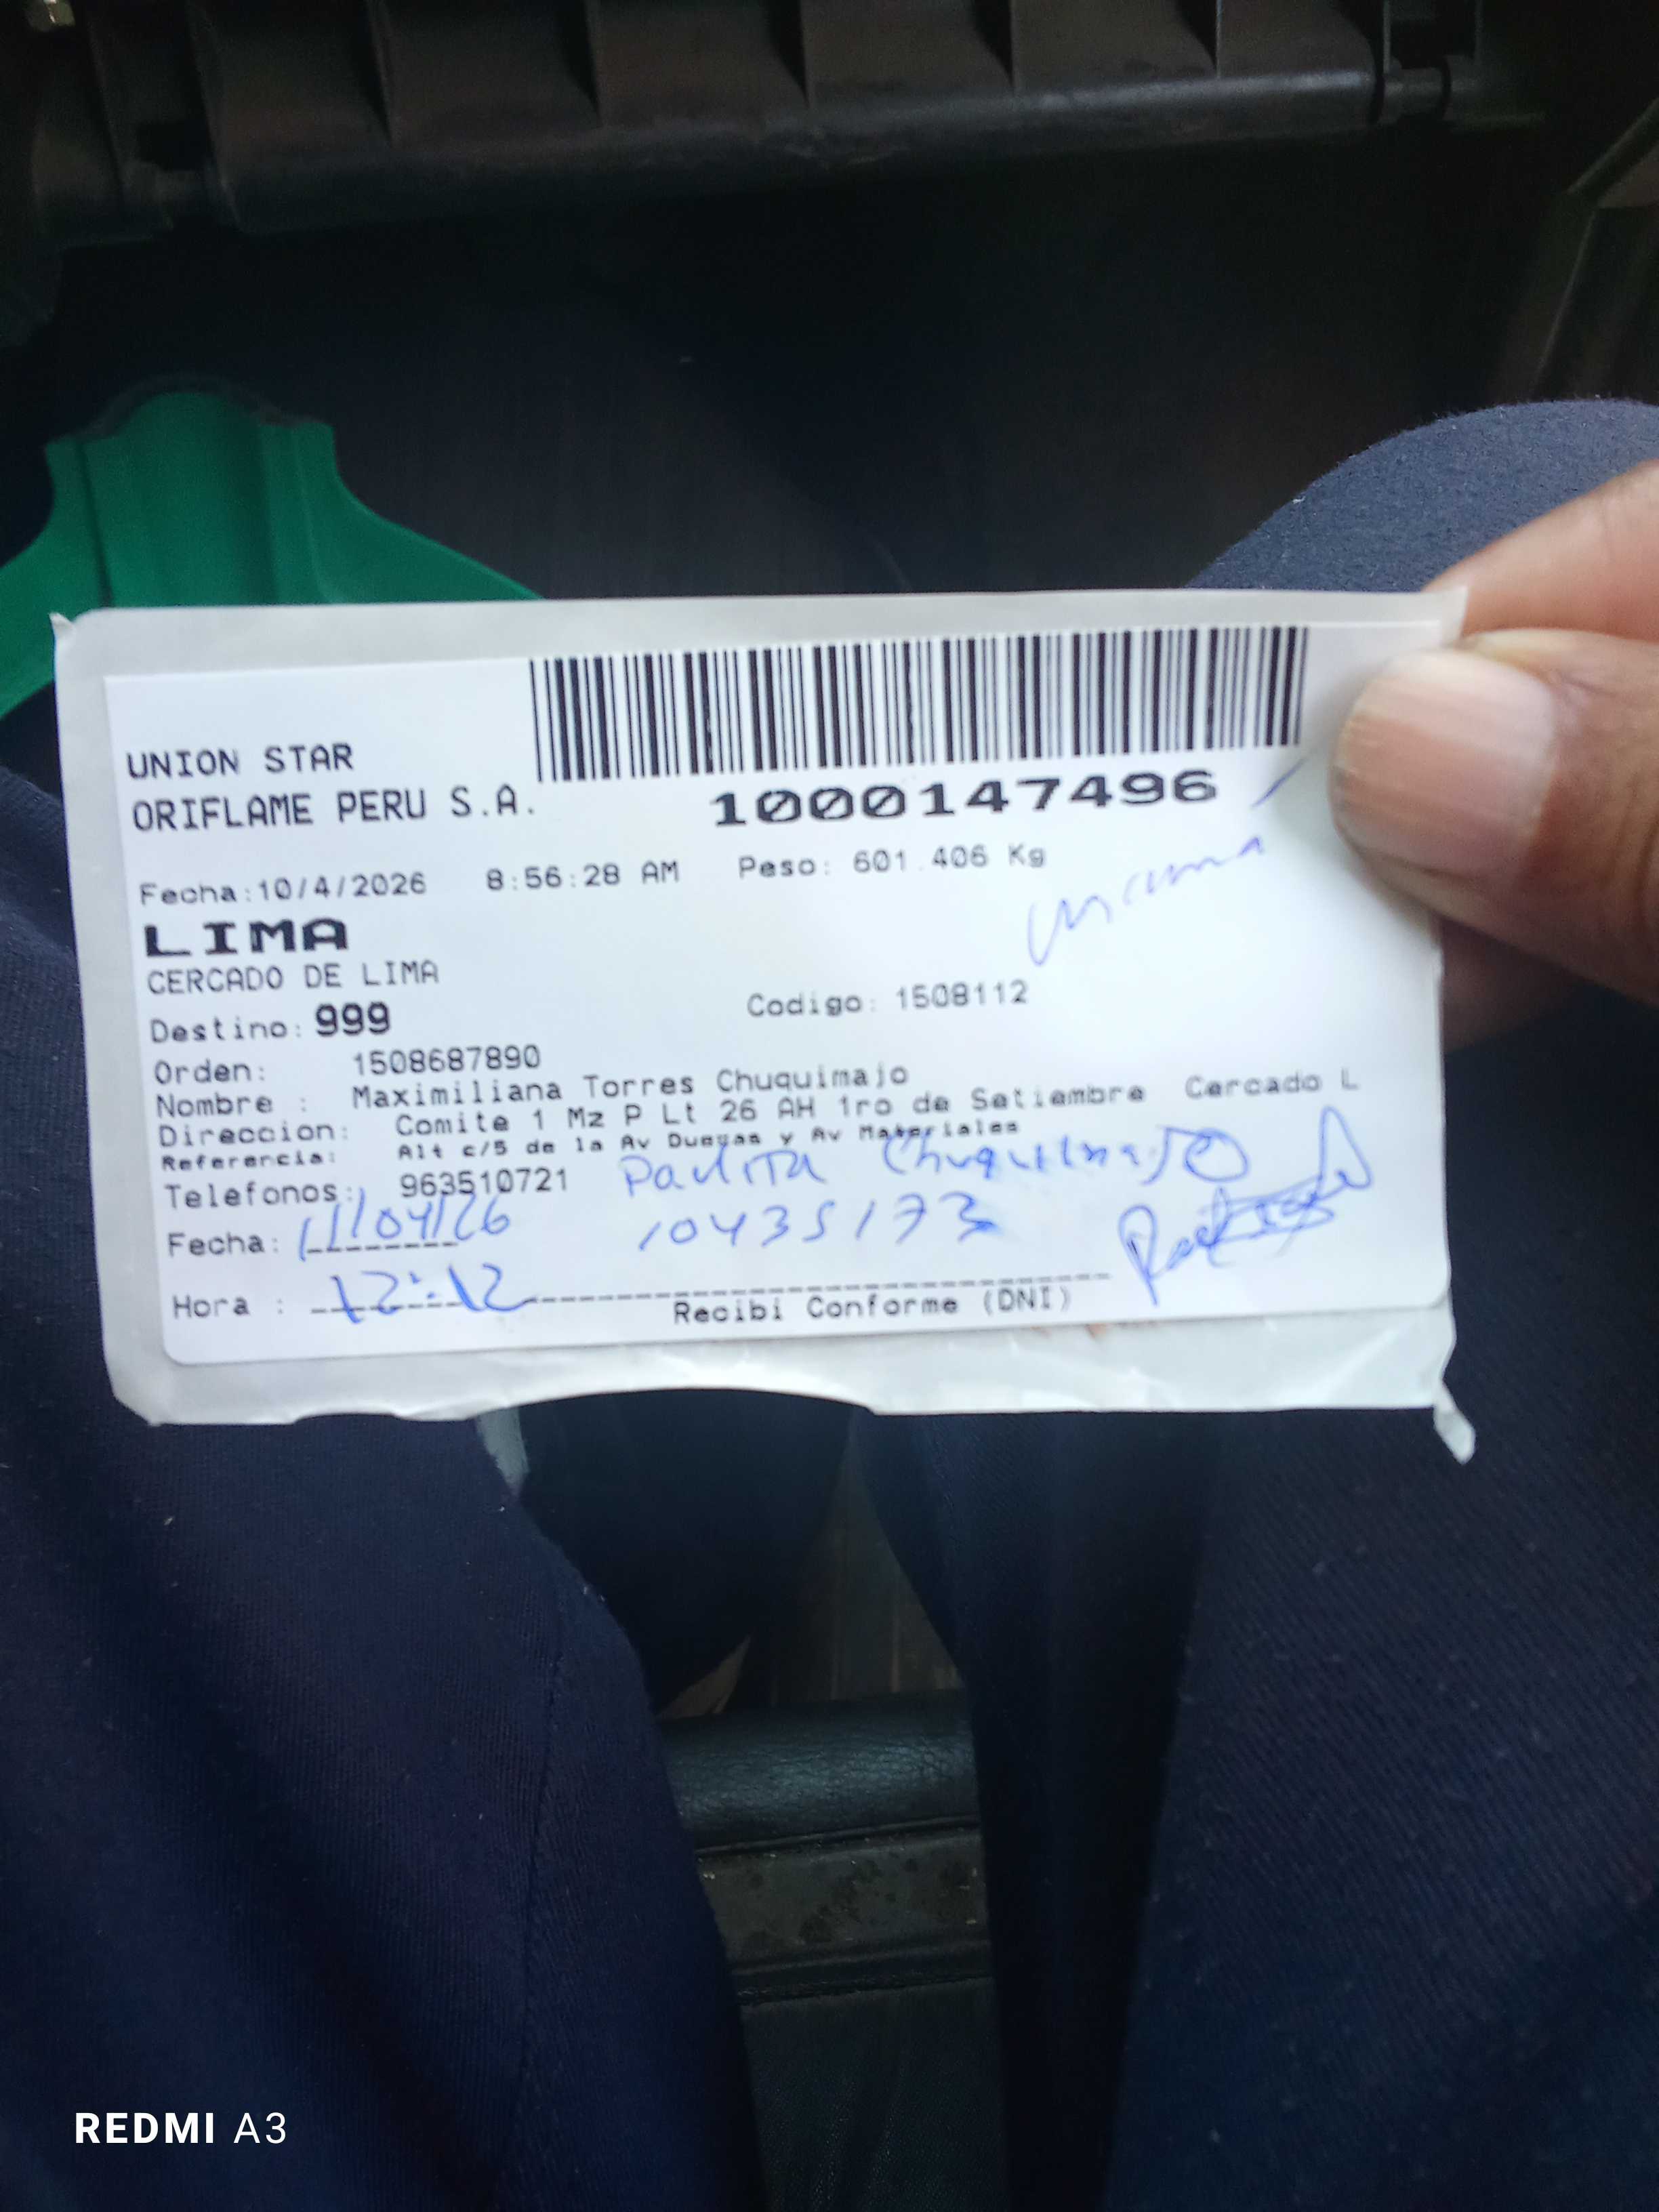 UNION STAR
ORIFLAME PERU S.A.
1000147496
Fecha:10/4/2026 8:56:28 AM Peso: 601.406 Kg
LIMA
mama
CERCADO DE LIMA
Destino: 999 Codigo: 1508112
Orden: 1508687890
Nombre : Maximiliana Torres Chuquimajo
Direccion: Comite 1 Mz P Lt 26 AH 1ro de Setiembre Cercado L
Referencia: Alt c/5 de la Av Duegas y Av Materiales
Telefonos: 963510721 Paulita Chuquimajo
Fecha: 11/04/26 10435173
Hora : 12:12
Recibi Conforme (DNI)
REDMI A3